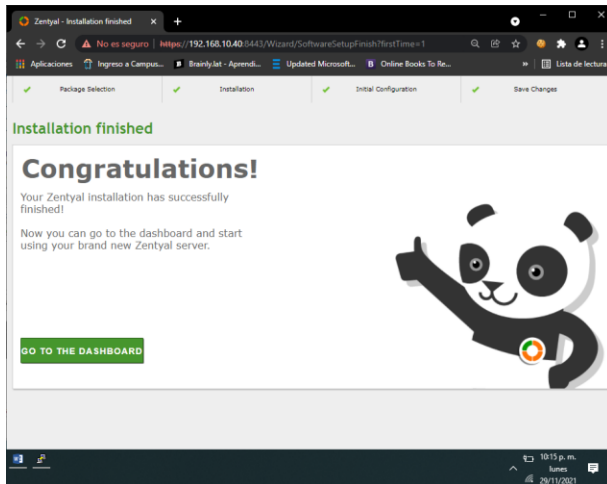 Zentyal - Installation finished
No es seguro | https://192.168.10.40:8443/Wizard/SoftwareSetupFinish?firstTime=1
Aplicaciones Ingreso a Campus... Brainly.lat - Aprendi... Updated Microsoft... Online Books To Re... » Lista de lectura
Package Selection Installation Initial Configuration Save Changes
Installation finished
Congratulations!
Your Zentyal installation has successfully
finished!
Now you can go to the dashboard and start
using your brand new Zentyal server.
GO TO THE DASHBOARD
10:15 p. m.
lunes
29/11/2021